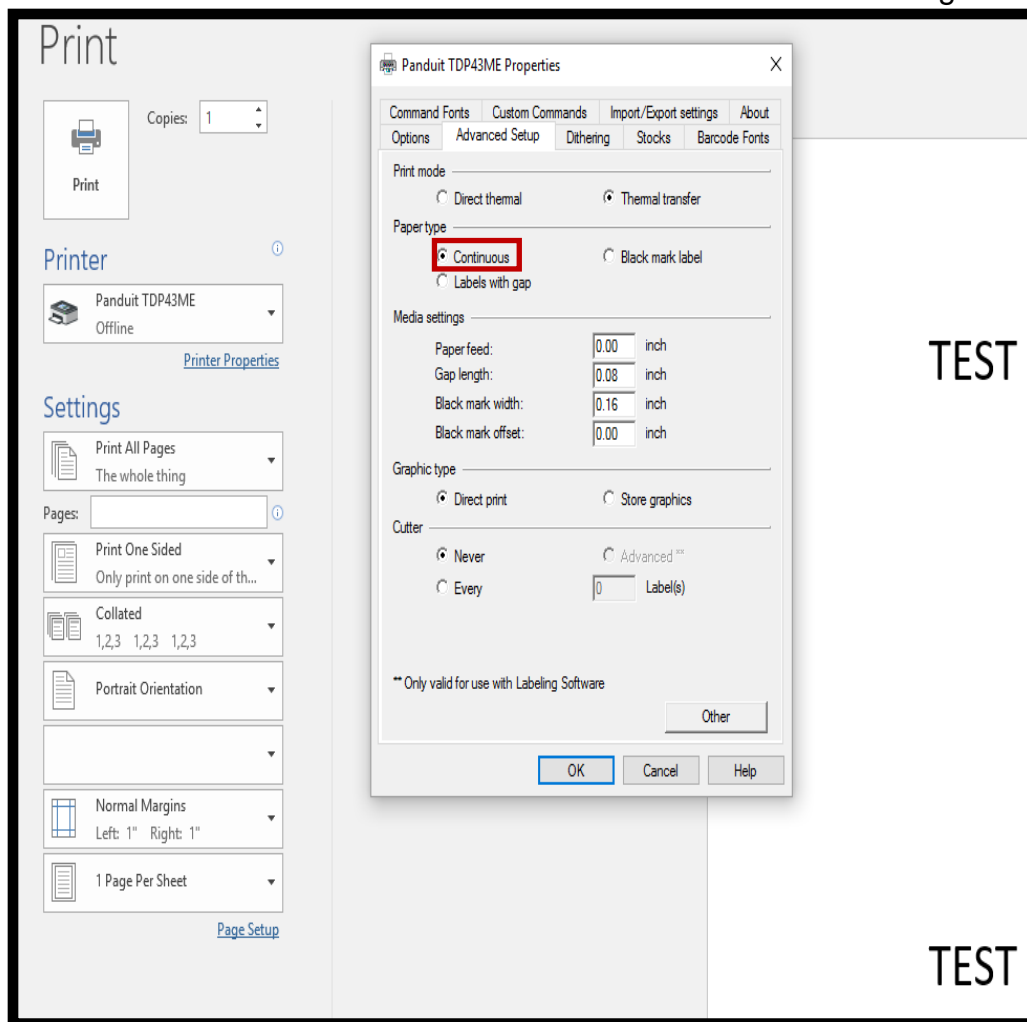 Print
Copies: 1
Print
Printer
Panduit TDP43ME
Offline
Printer Properties
Settings
Print All Pages
The whole thing
Pages:
Print One Sided
Only print on one side of th...
Collated
1,2,3 1,2,3 1,2,3
Portrait Orientation
Normal Margins
Left: 1" Right: 1"
1 Page Per Sheet
Page Setup
Panduit TDP43ME Properties
Command Fonts Custom Commands Import/Export settings About
Options Advanced Setup Dithering Stocks Barcode Fonts
Print mode
Direct thermal Thermal transfer
Paper type
Continuous Black mark label
Labels with gap
Media settings
Paper feed: 0.00 inch
Gap length: 0.08 inch
Black mark width: 0.16 inch
Black mark offset: 0.00 inch
Graphic type
Direct print Store graphics
Cutter
Never Advanced **
Every 0 Label(s)
** Only valid for use with Labeling Software
Other
OK Cancel Help
TEST
TEST